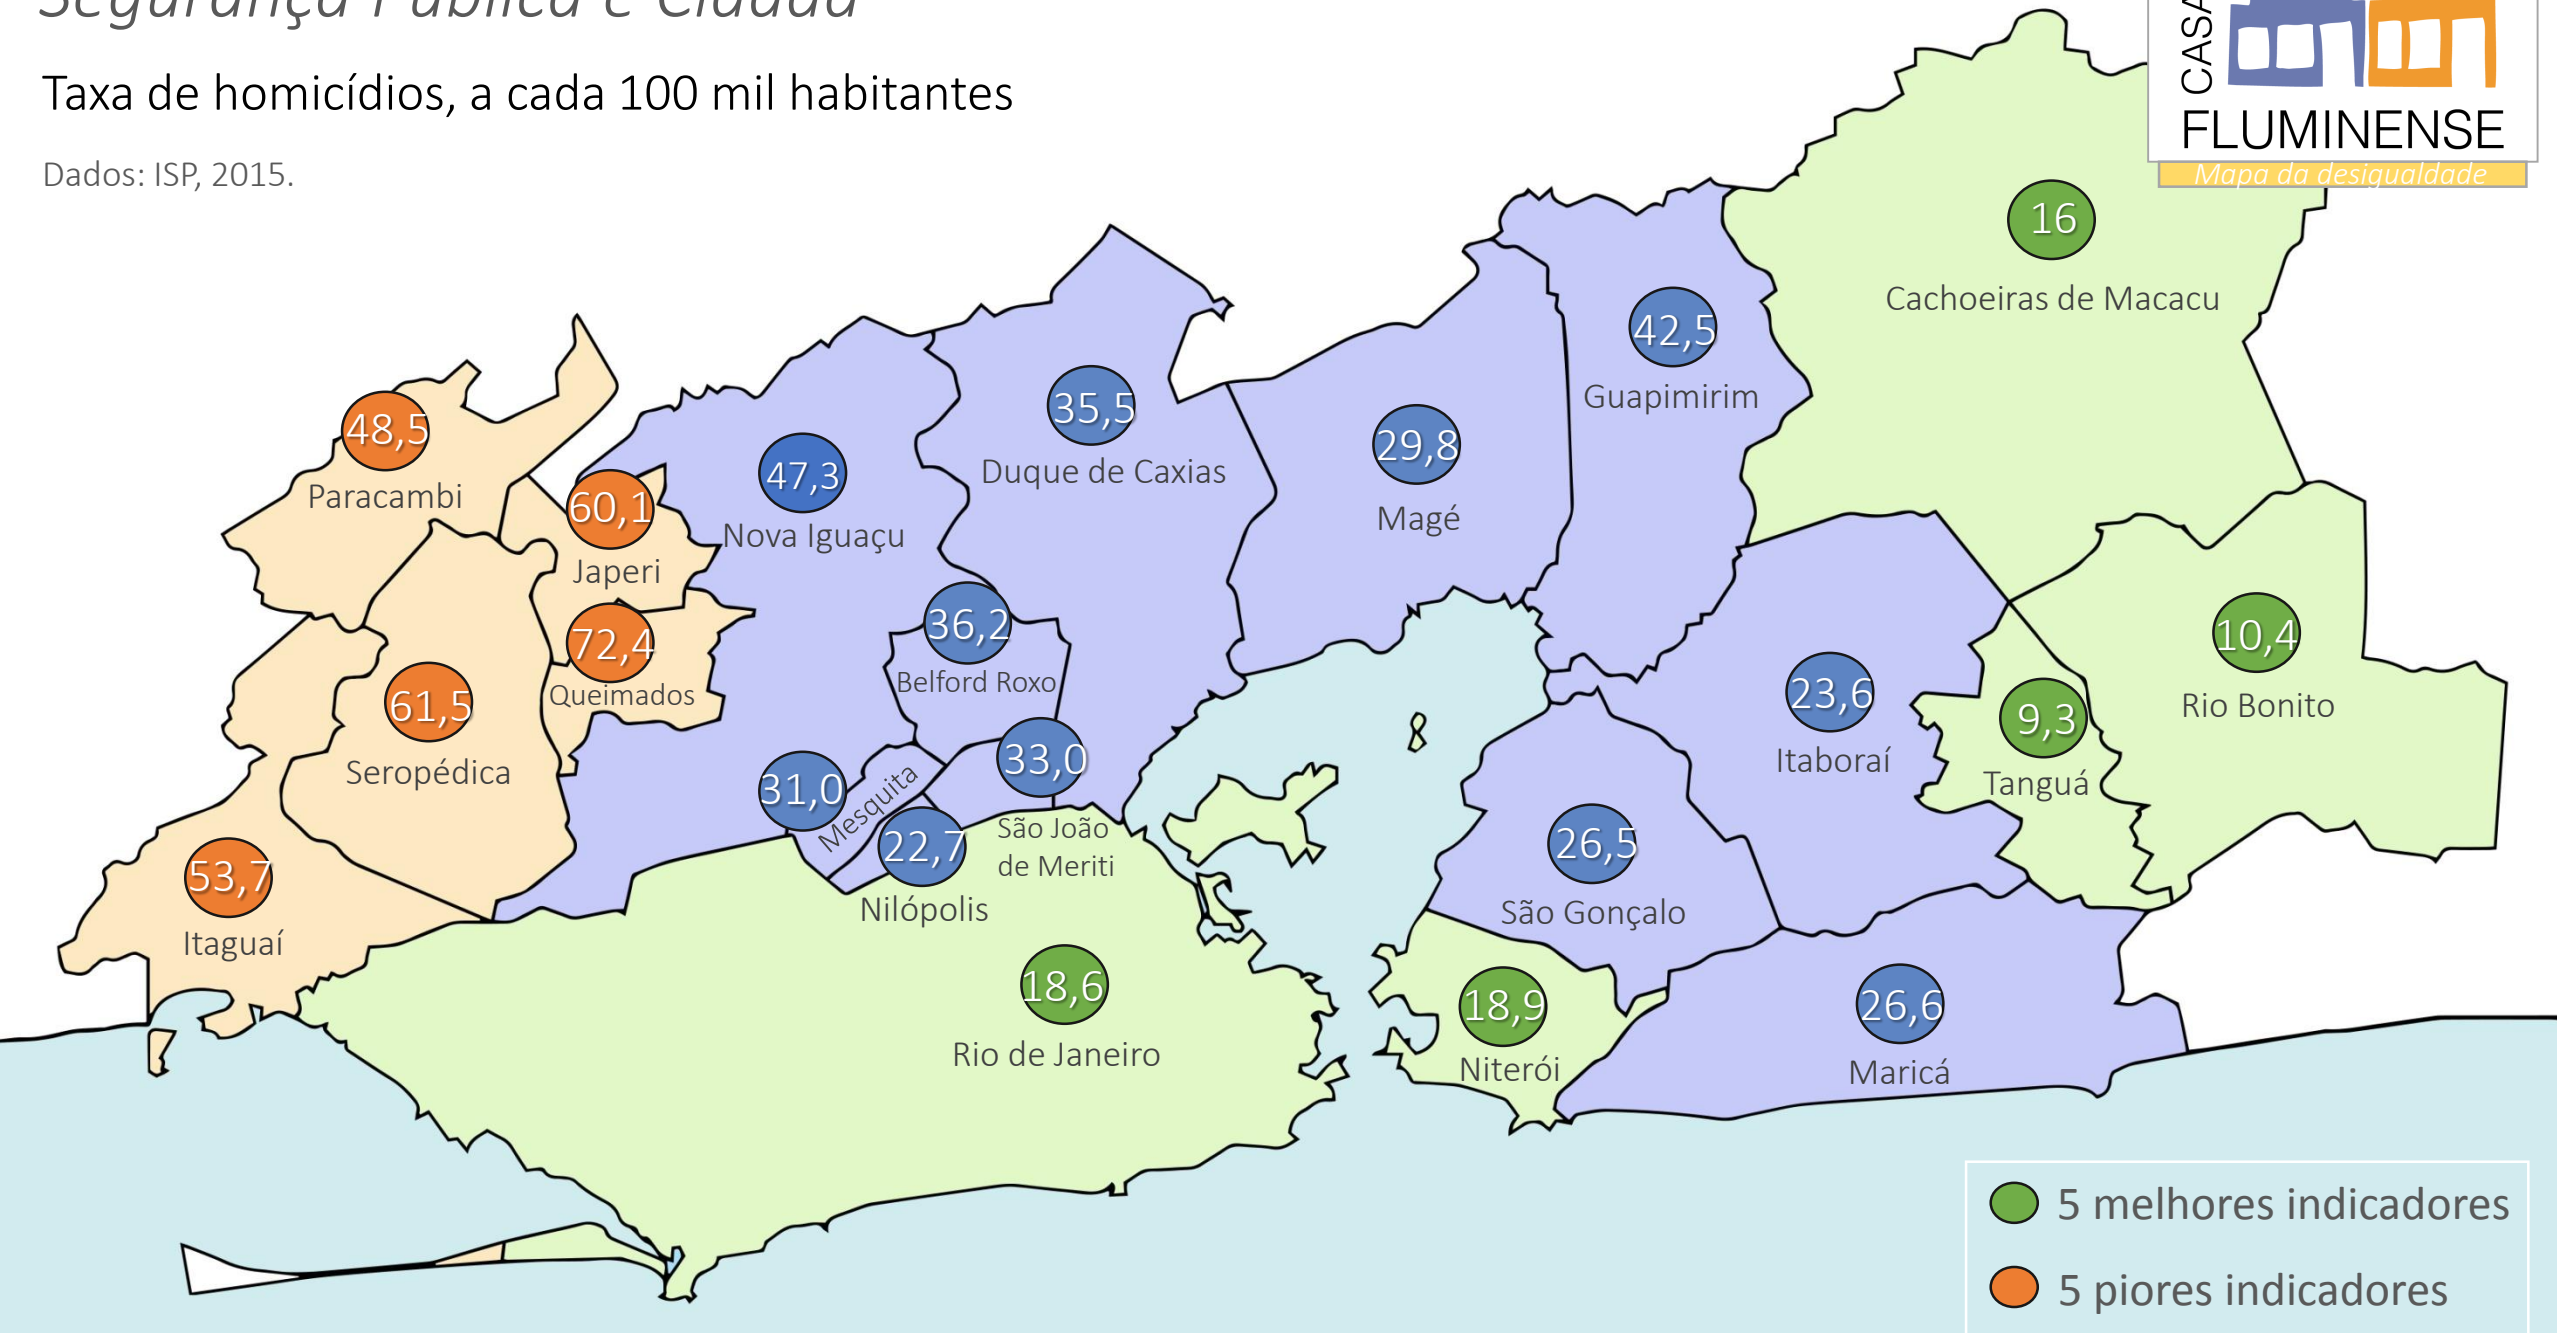 Segurança Pública e Cidadã
Taxa de homicídios, a cada 100 mil habitantes
Dados: ISP, 2015.
CASA
FLUMINENSE
Mapa da desigualdade
16
Cachoeiras de Macacu
42,5
Guapimirim
35,5
Duque de Caxias
29,8
Magé
48,5
Paracambi
47,3
Nova Iguaçu
60,1
Japeri
36,2
Belford Roxo
72,4
Queimados
61,5
Seropédica
10,4
Rio Bonito
23,6
Itaboraí
9,3
Tanguá
33,0
São João
de Meriti
31,0
Mesquita
22,7
Nilópolis
26,5
São Gonçalo
53,7
Itaguaí
18,6
Rio de Janeiro
18,9
Niterói
26,6
Maricá
5 melhores indicadores
5 piores indicadores